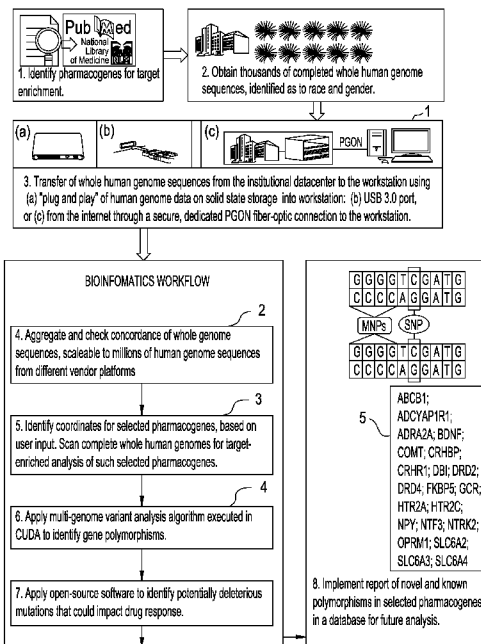 Pub Med
National
Library
of Medicine
1. Identify pharmacogenes for target
enrichment.
2. Obtain thousands of completed whole human genome
sequences, identified as to race and gender.
1
(a)
(b)
(c)
PGON
3. Transfer of whole human genome sequences from the institutional datacenter to the workstation using
(a) "plug and play" of human genome data on solid state storage into workstation: (b) USB 3.0 port,
or (c) from the internet through a secure, dedicated PGON fiber-optic connection to the workstation.
BIOINFOMATICS WORKFLOW
2
4. Aggregate and check concordance of whole genome
sequences, scaleable to millions of human genome sequences
from different vendor platforms
3
5. Identify coordinates for selected pharmacogenes, based on
user input. Scan complete whole human genomes for target-
enriched analysis of such selected pharmacogenes.
4
6. Apply multi-genome variant analysis algorithm executed in
CUDA to identify gene polymorphisms.
7. Apply open-source software to identify potentially deleterious
mutations that could impact drug response.
G G G G T C G A T G
C C C C A G G A T G
MNPs SNP
G G G G T C G A T G
C C C C A G G A T G
5
ABCB1;
ADCYAP1R1;
ADRA2A; BDNF;
COMT; CRHBP;
CRHR1; DBI; DRD2;
DRD4; FKBP5; GCR;
HTR2A; HTR2C;
NPY; NTF3; NTRK2;
OPRM1; SLC6A2;
SLC6A3; SLC6A4
8. Implement report of novel and known
polymorphisms in selected pharmacogenes
in a database for future analysis.